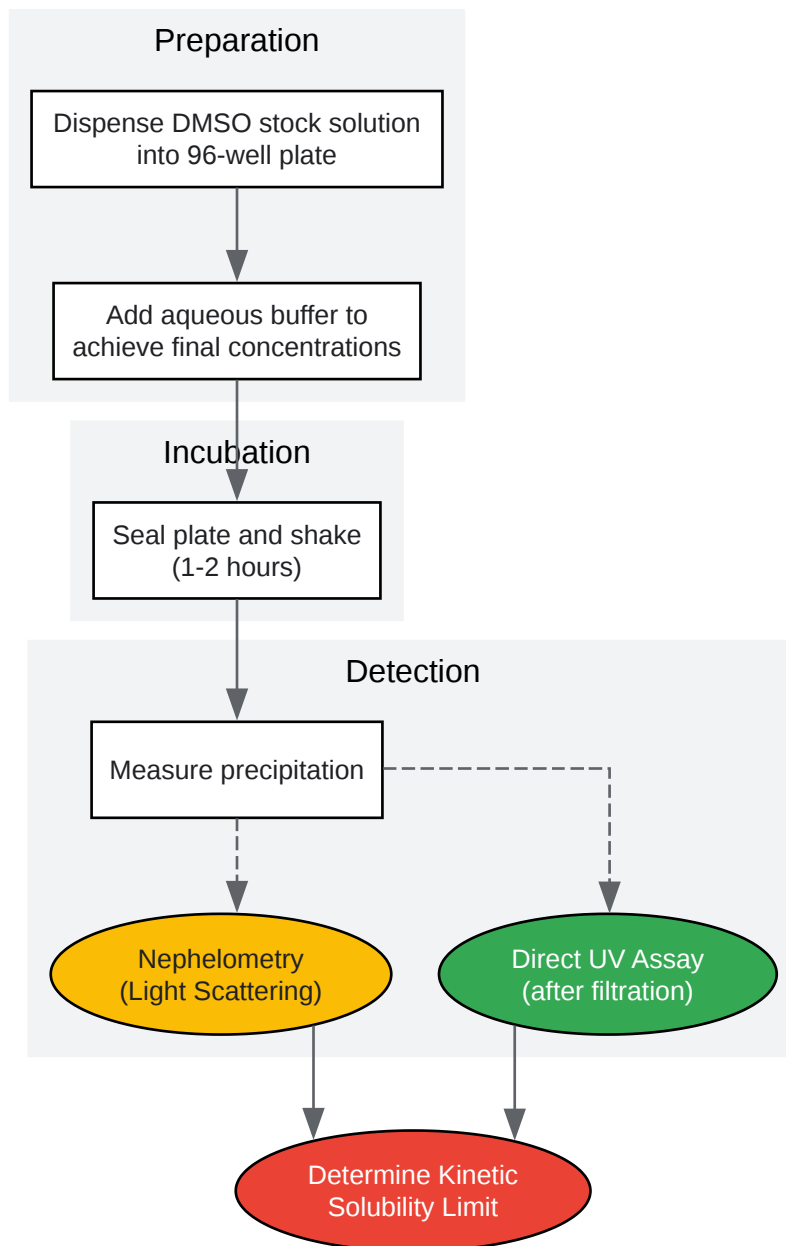 Preparation
Dispense DMSO stock solution
into 96-well plate
Add aqueous buffer to
achieve final concentrations
Incubation
Seal plate and shake
(1-2 hours)
Detection
Measure precipitation
Nephelometry
(Light Scattering)
Direct UV Assay
(after filtration)
Determine Kinetic
Solubility Limit